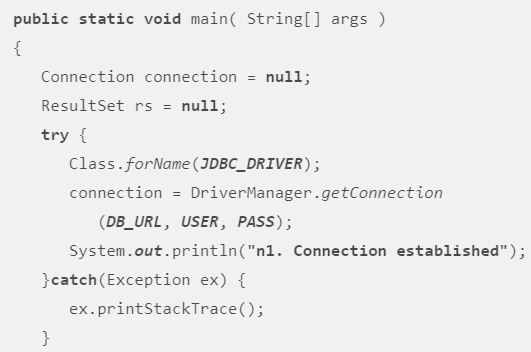 public static void main( String[] args )
{
Connection connection = null;
ResultSet rs = null;
try {
Class.forName(JDBC_DRIVER);
connection = DriverManager.getConnection
(DB_URL, USER, PASS);
System.out.println("n1. Connection established");
}catch(Exception ex) {
ex.printStackTrace();
}